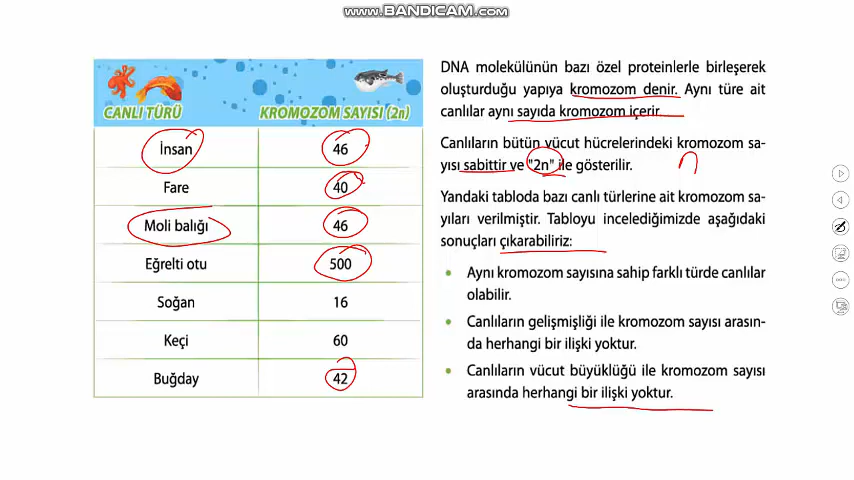 www.BANDICAM.com
CANLI TÜRÜ KROMOZOM SAYISI (2n)
İnsan 46
Fare 40
Moli balığı 46
Eğrelti otu 500
Soğan 16
Keçi 60
Buğday 42
DNA molekülünün bazı özel proteinlerle birleşerek
oluşturduğu yapıya kromozom denir. Aynı türe ait
canlılar aynı sayıda kromozom içerir.
Canlıların bütün vücut hücrelerindeki kromozom sa-
yısı sabittir ve "2n" ile gösterilir.
n
Yandaki tabloda bazı canlı türlerine ait kromozom sa-
yıları verilmiştir. Tabloyu incelediğimizde aşağıdaki
sonuçları çıkarabiliriz:
• Aynı kromozom sayısına sahip farklı türde canlılar
olabilir.
• Canlıların gelişmişliği ile kromozom sayısı arasın-
da herhangi bir ilişki yoktur.
• Canlıların vücut büyüklüğü ile kromozom sayısı
arasında herhangi bir ilişki yoktur.